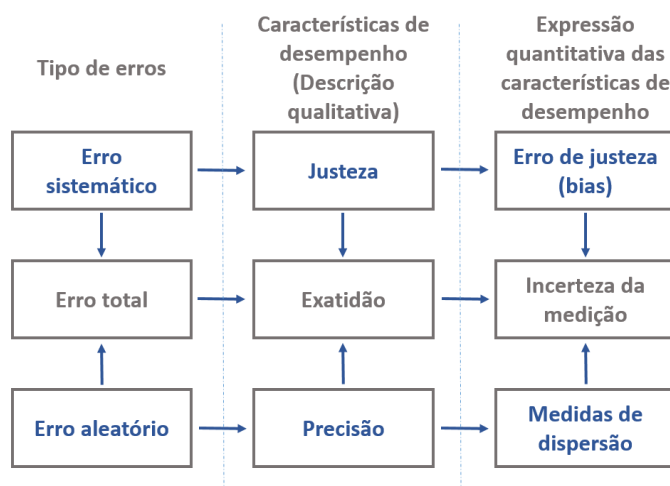 Tipo de erros
Características de
desempenho
(Descrição
qualitativa)
Expressão
quantitativa das
características de
desempenho
Erro
sistemático
Justeza
Erro de justeza
(bias)
Erro total
Exatidão
Incerteza da
medição
Erro aleatório
Precisão
Medidas de
dispersão